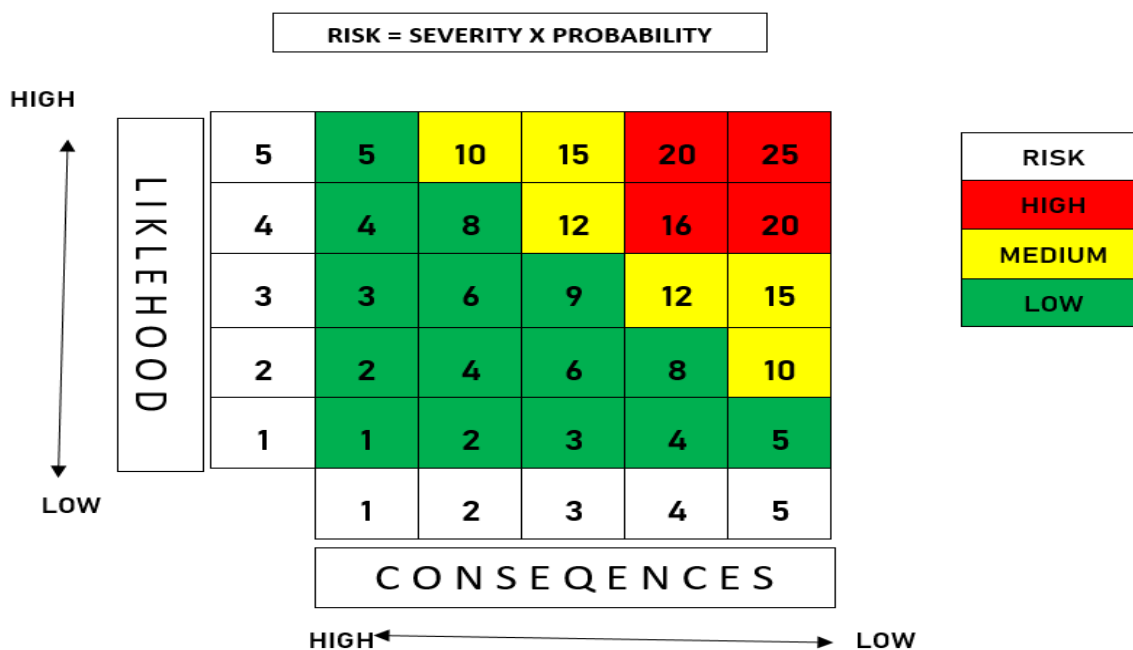 RISK = SEVERITY X PROBABILITY
HIGH
5 5 10 15 20 25
4 4 8 12 16 20
3 3 6 9 12 15
2 2 4 6 8 10
1 1 2 3 4 5
1 2 3 4 5
LIKLEHOOD
LOW
CONSEQENCES
HIGH LOW
RISK
HIGH
MEDIUM
LOW